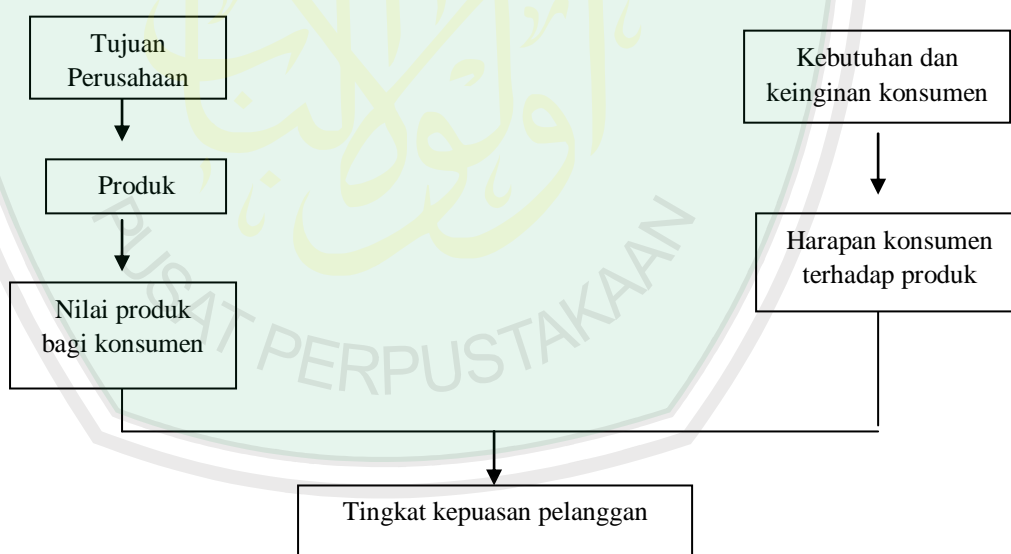 Tujuan
Perusahaan
Produk
Nilai produk
bagi konsumen
Kebutuhan dan
keinginan konsumen
Harapan konsumen
terhadap produk
Tingkat kepuasan pelanggan
PUSAT PERPUSTAKAAN